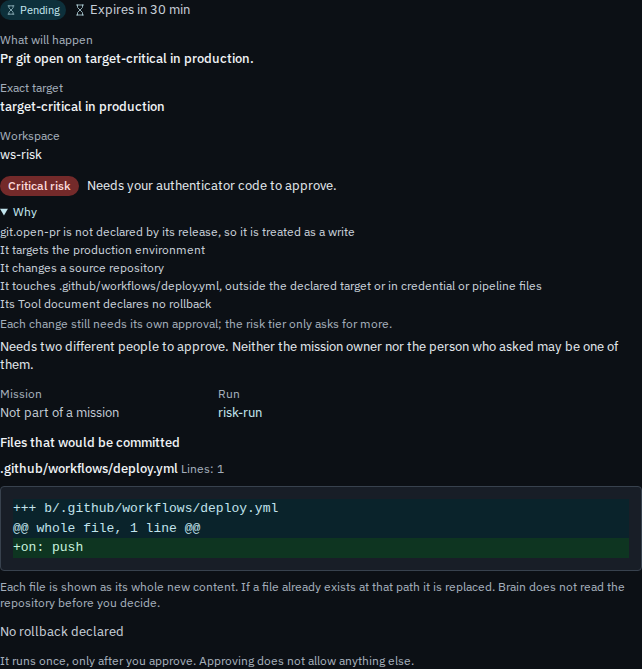 Pending Expires in 30 min
What will happen
Pr git open on target-critical in production.
Exact target
target-critical in production
Workspace
ws-risk
Critical risk Needs your authenticator code to approve.
Why
git.open-pr is not declared by its release, so it is treated as a write
It targets the production environment
It changes a source repository
It touches .github/workflows/deploy.yml, outside the declared target or in credential or pipeline files
Its Tool document declares no rollback
Each change still needs its own approval; the risk tier only asks for more.
Needs two different people to approve. Neither the mission owner nor the person who asked may be one of
them.
Mission Run
Not part of a mission risk-run
Files that would be committed
.github/workflows/deploy.yml Lines: 1
+++ b/.github/workflows/deploy.yml
@@ whole file, 1 line @@
+on: push
Each file is shown as its whole new content. If a file already exists at that path it is replaced. Brain does not read the
repository before you decide.
No rollback declared
It runs once, only after you approve. Approving does not allow anything else.